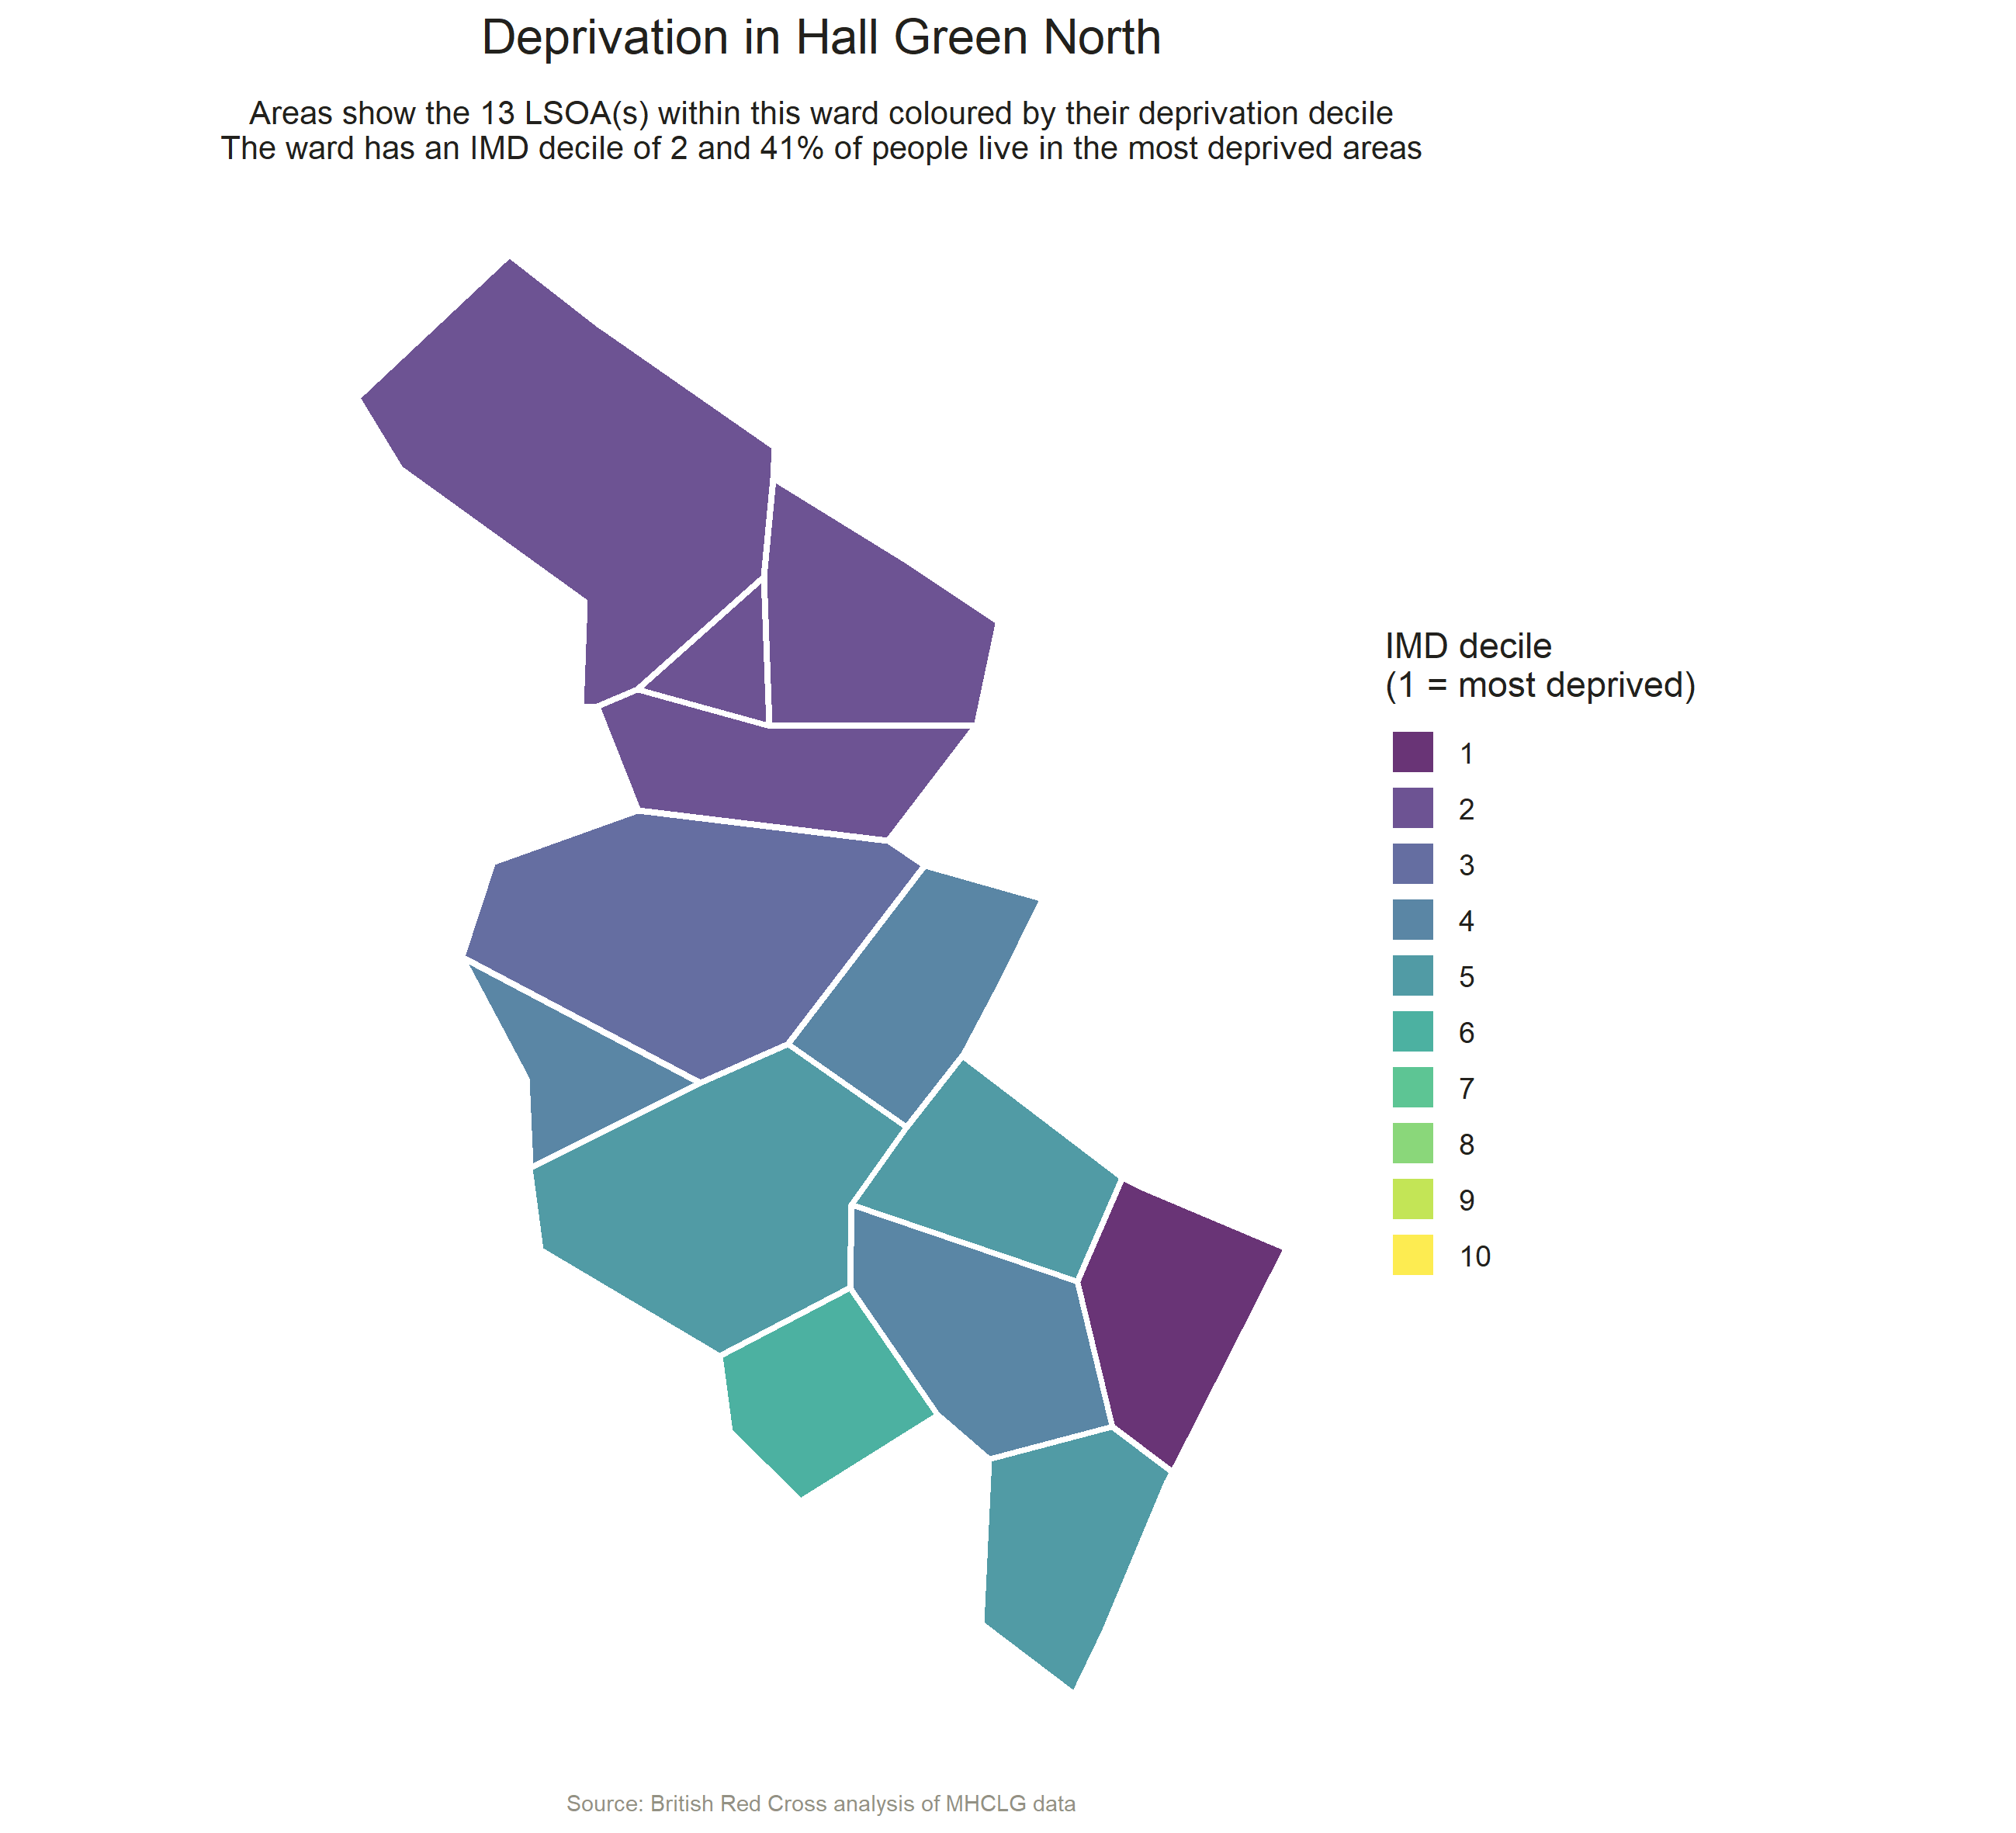 Deprivation in Hall Green North
Areas show the 13 LSOA(s) within this ward coloured by their deprivation decile
The ward has an IMD decile of 2 and 41% of people live in the most deprived areas
IMD decile
(1 = most deprived)
1
2
3
4
5
6
7
8
9
10
Source: British Red Cross analysis of MHCLG data